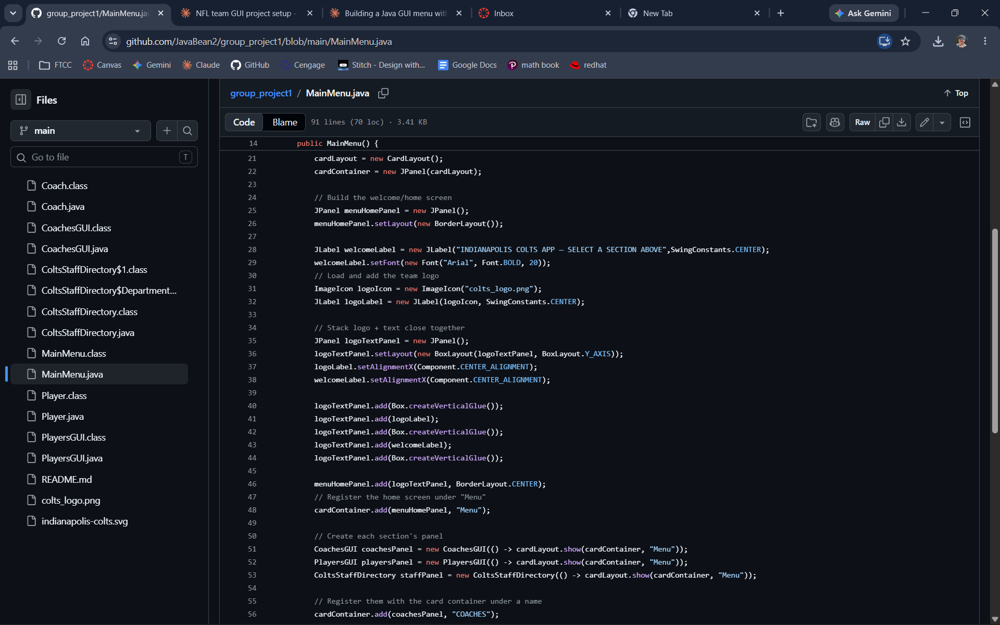 group_project1/MainMenu.ja
NFL team GUI project setup -
Building a Java GUI menu with
Inbox
New Tab
Ask Gemini
github.com/JavaBean2/group_project1/blob/main/MainMenu.java
FTCC
Canvas
Gemini
Claude
GitHub
Cengage
Stitch - Design with...
Google Docs
math book
redhat
Files
main
Go to file
T
Coach.class
Coach.java
CoachesGUI.class
CoachesGUI.java
ColtsStaffDirectory$1.class
ColtsStaffDirectory$Department...
ColtsStaffDirectory.class
ColtsStaffDirectory.java
MainMenu.class
MainMenu.java
Player.class
Player.java
PlayersGUI.class
PlayersGUI.java
README.md
colts_logo.png
indianapolis-colts.svg
group_project1 / MainMenu.java
Top
Code
Blame
91 lines (70 loc) · 3.41 KB
Raw
14 public MainMenu() {
21 cardLayout = new CardLayout();
22 cardContainer = new JPanel(cardLayout);
23
24 // Build the welcome/home screen
25 JPanel menuHomePanel = new JPanel();
26 menuHomePanel.setLayout(new BorderLayout());
27
28 JLabel welcomeLabel = new JLabel("INDIANAPOLIS COLTS APP — SELECT A SECTION ABOVE",SwingConstants.CENTER);
29 welcomeLabel.setFont(new Font("Arial", Font.BOLD, 20));
30 // Load and add the team logo
31 ImageIcon logoIcon = new ImageIcon("colts_logo.png");
32 JLabel logoLabel = new JLabel(logoIcon, SwingConstants.CENTER);
33
34 // Stack logo + text close together
35 JPanel logoTextPanel = new JPanel();
36 logoTextPanel.setLayout(new BoxLayout(logoTextPanel, BoxLayout.Y_AXIS));
37 logoLabel.setAlignmentX(Component.CENTER_ALIGNMENT);
38 welcomeLabel.setAlignmentX(Component.CENTER_ALIGNMENT);
39
40 logoTextPanel.add(Box.createVerticalGlue());
41 logoTextPanel.add(logoLabel);
42 logoTextPanel.add(Box.createVerticalGlue());
43 logoTextPanel.add(welcomeLabel);
44 logoTextPanel.add(Box.createVerticalGlue());
45
46 menuHomePanel.add(logoTextPanel, BorderLayout.CENTER);
47 // Register the home screen under "Menu"
48 cardContainer.add(menuHomePanel, "Menu");
49
50 // Create each section's panel
51 CoachesGUI coachesPanel = new CoachesGUI(() -> cardLayout.show(cardContainer, "Menu"));
52 PlayersGUI playersPanel = new PlayersGUI(() -> cardLayout.show(cardContainer, "Menu"));
53 ColtsStaffDirectory staffPanel = new ColtsStaffDirectory(() -> cardLayout.show(cardContainer, "Menu"));
54
55 // Register them with the card container under a name
56 cardContainer.add(coachesPanel, "COACHES");